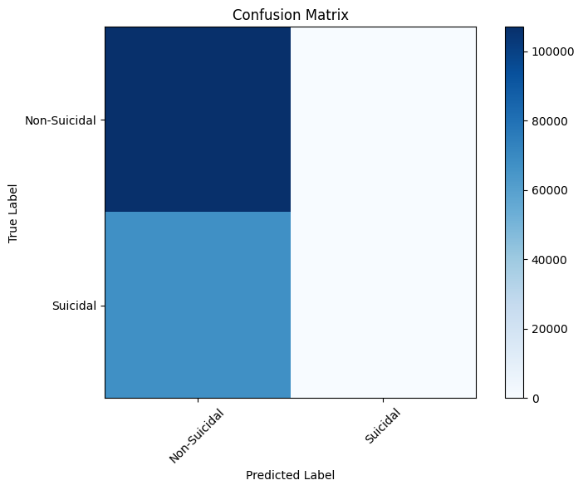 Confusion Matrix
True Label
Non-Suicidal
Suicidal
Non-Suicidal
Suicidal
Predicted Label
100000
80000
60000
40000
20000
0